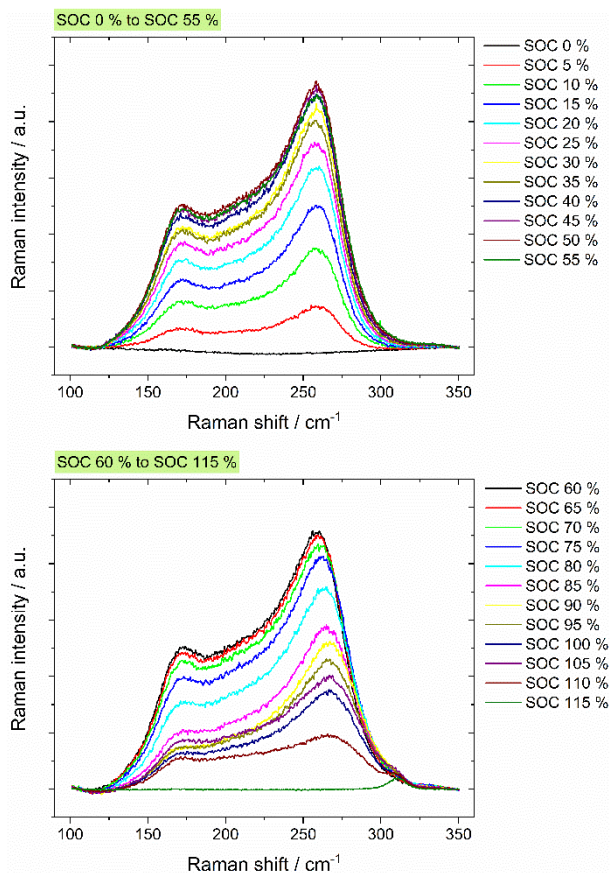 SOC 0 % to SOC 55 %
Raman intensity / a.u.
100 150 200 250 300 350
Raman shift / cm-1
SOC 0 %
SOC 5 %
SOC 10 %
SOC 15 %
SOC 20 %
SOC 25 %
SOC 30 %
SOC 35 %
SOC 40 %
SOC 45 %
SOC 50 %
SOC 55 %
SOC 60 % to SOC 115 %
Raman intensity / a.u.
100 150 200 250 300 350
Raman shift / cm-1
SOC 60 %
SOC 65 %
SOC 70 %
SOC 75 %
SOC 80 %
SOC 85 %
SOC 90 %
SOC 95 %
SOC 100 %
SOC 105 %
SOC 110 %
SOC 115 %